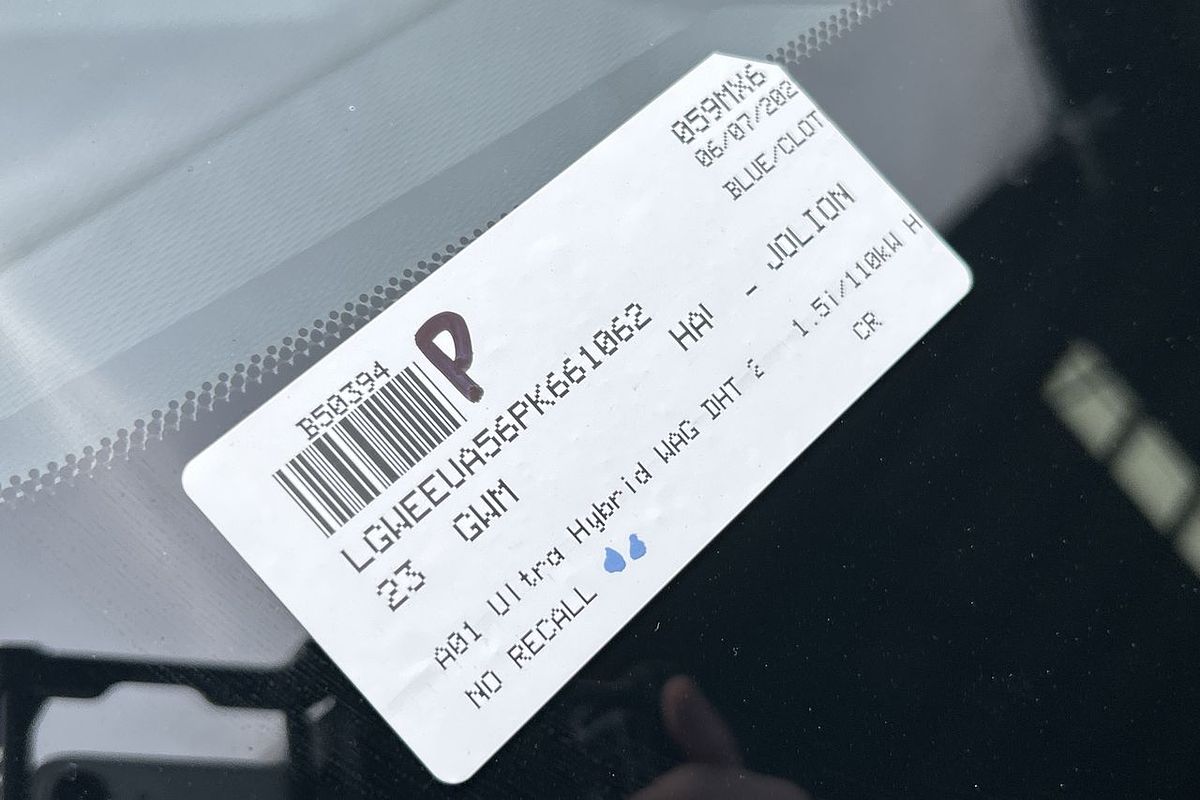 B50394 P 059MX6
06/07/202
BLUE/CLOT
LGWEEUA56PK661062
23 GWM HAV - JOLION
A01 Ultra Hybrid WAG DHT 2 1.5i/110kW H
NO RECALL CR